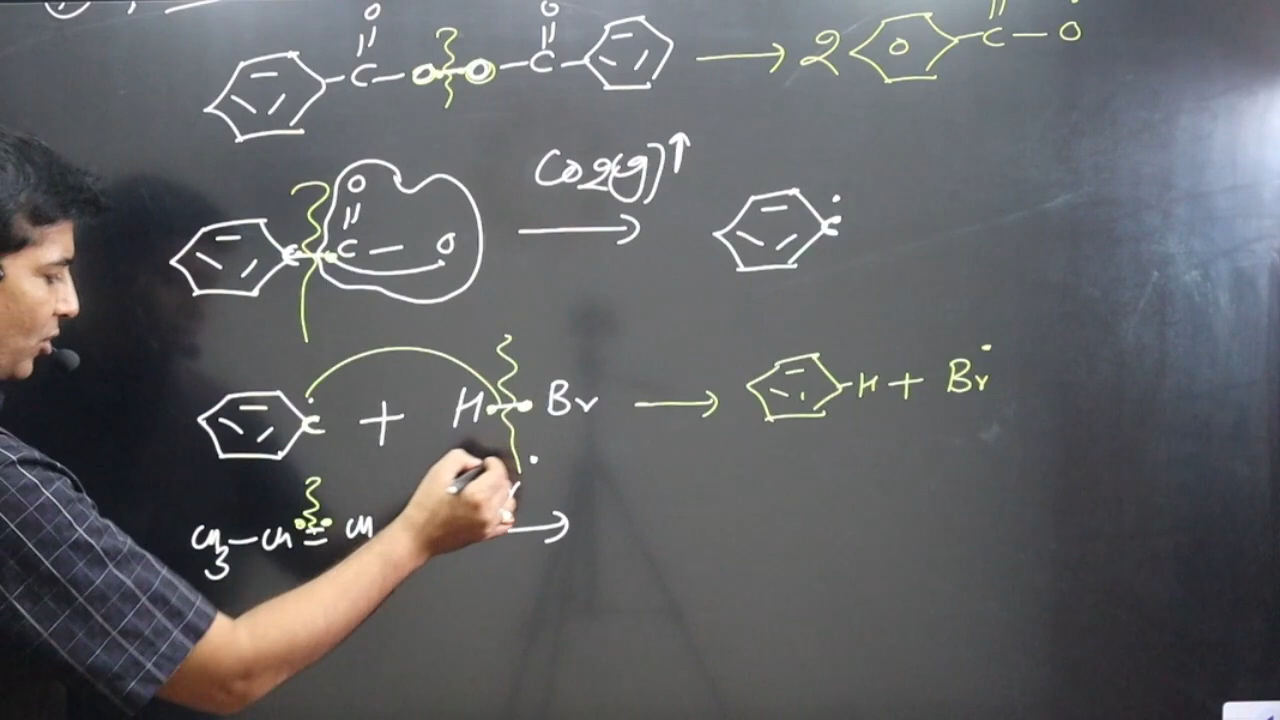 O O
C — O — O — C → 2 C — O
CO2(g)↑
O
C — O → C
C + H — Br → H + Br
CH3 — CH = CH →